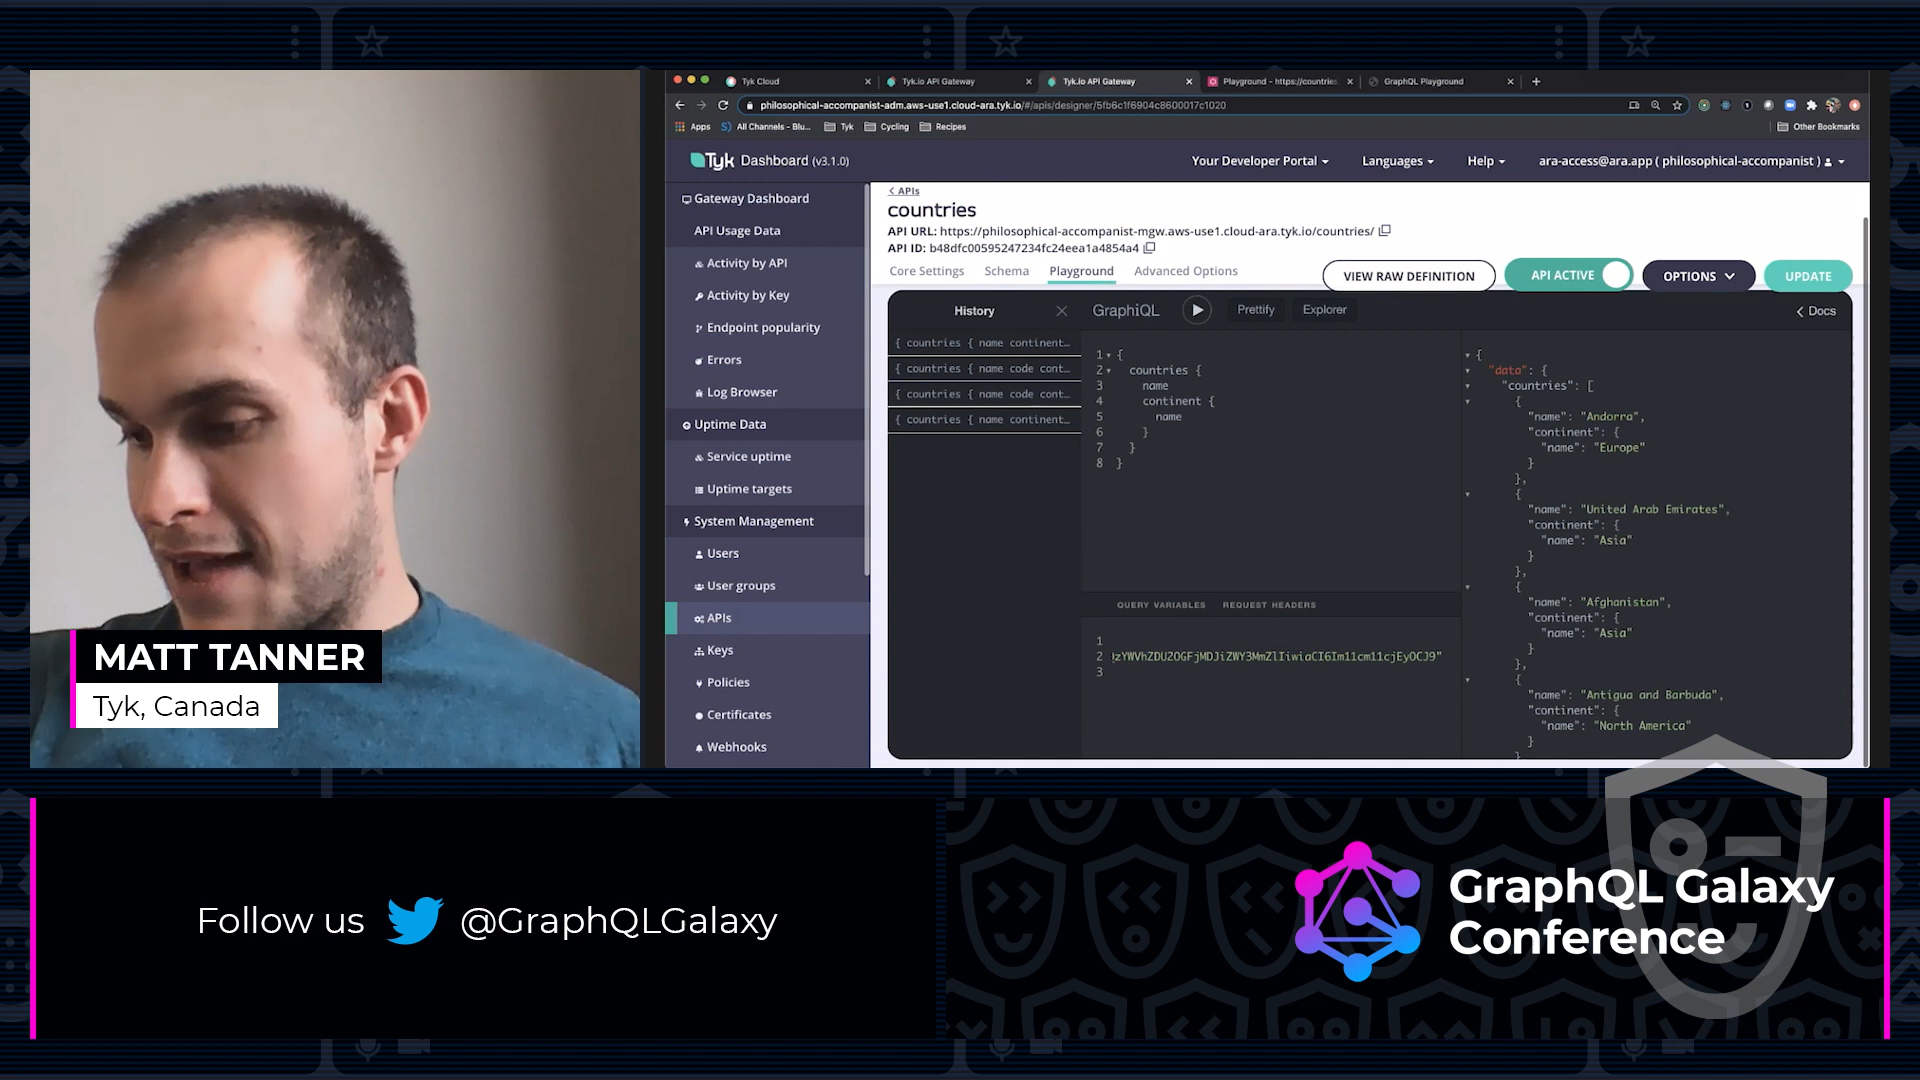 Tyk Cloud
Tyk.io API Gateway
Tyk.io API Gateway
Playground - https://countries.
GraphQL Playground
philosophical-accompanist-adm.aws-use1.cloud-ara.tyk.io/#/apis/designer/5fb6c1f6904c8600017c1020
Apps
All Channels - Blu...
Tyk
Cycling
Recipes
Other Bookmarks
Tyk Dashboard (v3.1.0)
Your Developer Portal
Languages
Help
ara-access@ara.app ( philosophical-accompanist )
Gateway Dashboard
API Usage Data
Activity by API
Activity by Key
Endpoint popularity
Errors
Log Browser
Uptime Data
Service uptime
Uptime targets
System Management
Users
User groups
APIs
Keys
Policies
Certificates
Webhooks
< APIs
countries
API URL: https://philosophical-accompanist-mgw.aws-use1.cloud-ara.tyk.io/countries/
API ID: b48dfc00595247234fc24eea1a4854a4
Core Settings
Schema
Playground
Advanced Options
VIEW RAW DEFINITION
API ACTIVE
OPTIONS
UPDATE
History
GraphiQL
Prettify
Explorer
< Docs
{ countries { name continent…
{ countries { name code cont…
{ countries { name code cont…
{ countries { name continent…
1 {
2 countries {
3 name
4 continent {
5 name
6 }
7 }
8 }
QUERY VARIABLES
REQUEST HEADERS
1
2 zYWVhZDU2OGFjMDJiZWY3MmZlIiwiaCI6Im11cm11cjEyOCJ9"
3
{
"data": {
"countries": [
{
"name": "Andorra",
"continent": {
"name": "Europe"
}
},
{
"name": "United Arab Emirates",
"continent": {
"name": "Asia"
}
},
{
"name": "Afghanistan",
"continent": {
"name": "Asia"
}
},
{
"name": "Antigua and Barbuda",
"continent": {
"name": "North America"
}
MATT TANNER
Tyk, Canada
Follow us @GraphQLGalaxy
GraphQL Galaxy
Conference